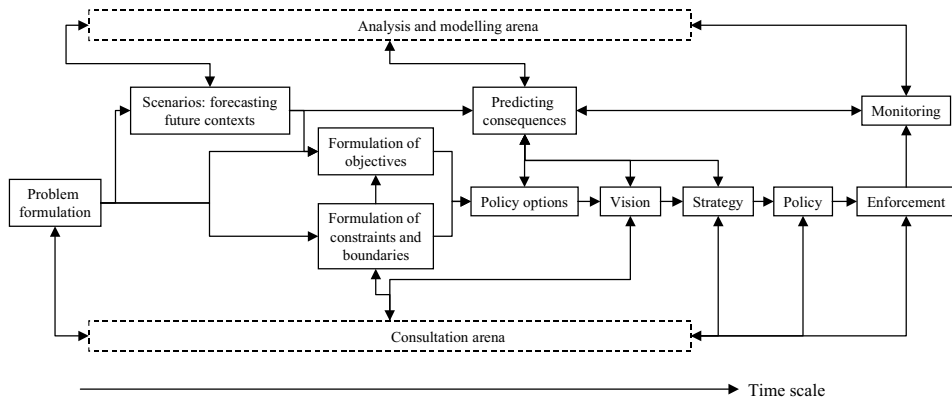 Analysis and modelling arena
Scenarios: forecasting
future contexts
Predicting
consequences
Monitoring
Formulation of
objectives
Problem
formulation
Policy options
Vision
Strategy
Policy
Enforcement
Formulation of
constraints and
boundaries
Consultation arena
Time scale